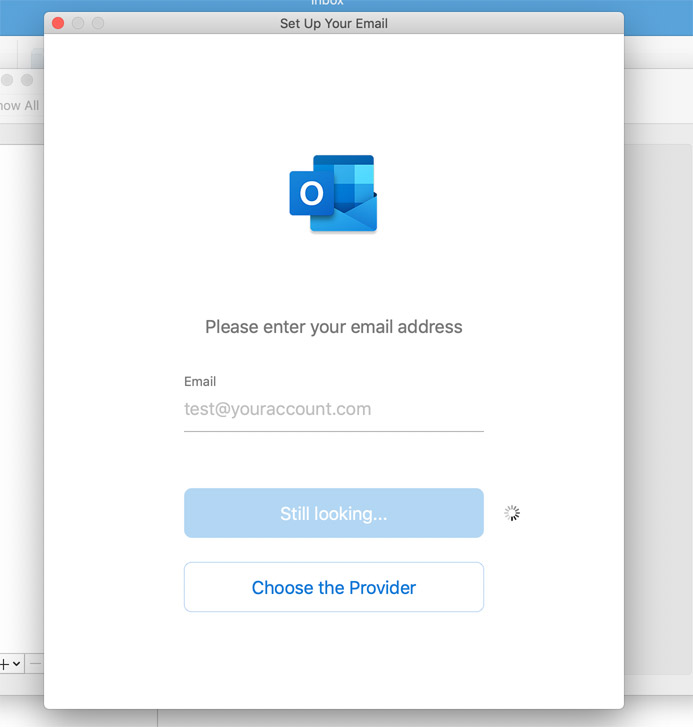 Inbox
Set Up Your Email
how All
O
Please enter your email address
Email
test@youraccount.com
Still looking...
Choose the Provider